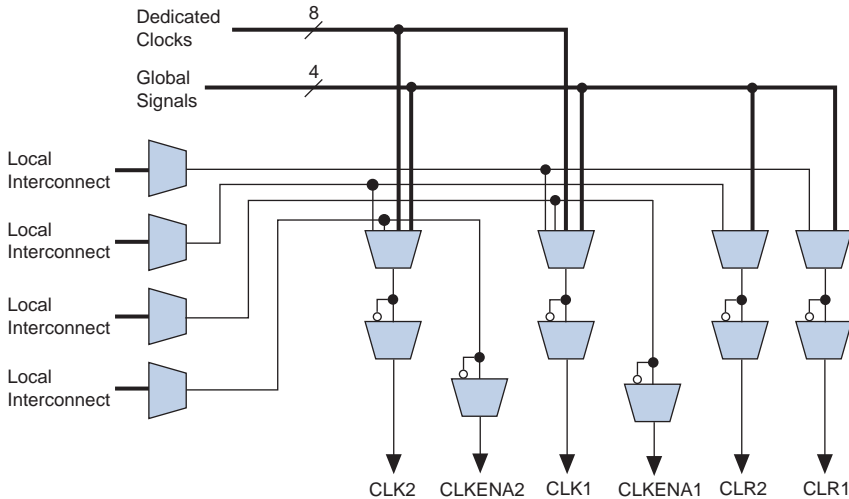 Dedicated
Clocks
8
Global
Signals
4
Local
Interconnect
Local
Interconnect
Local
Interconnect
Local
Interconnect
CLK2 CLKENA2 CLK1 CLKENA1 CLR2 CLR1